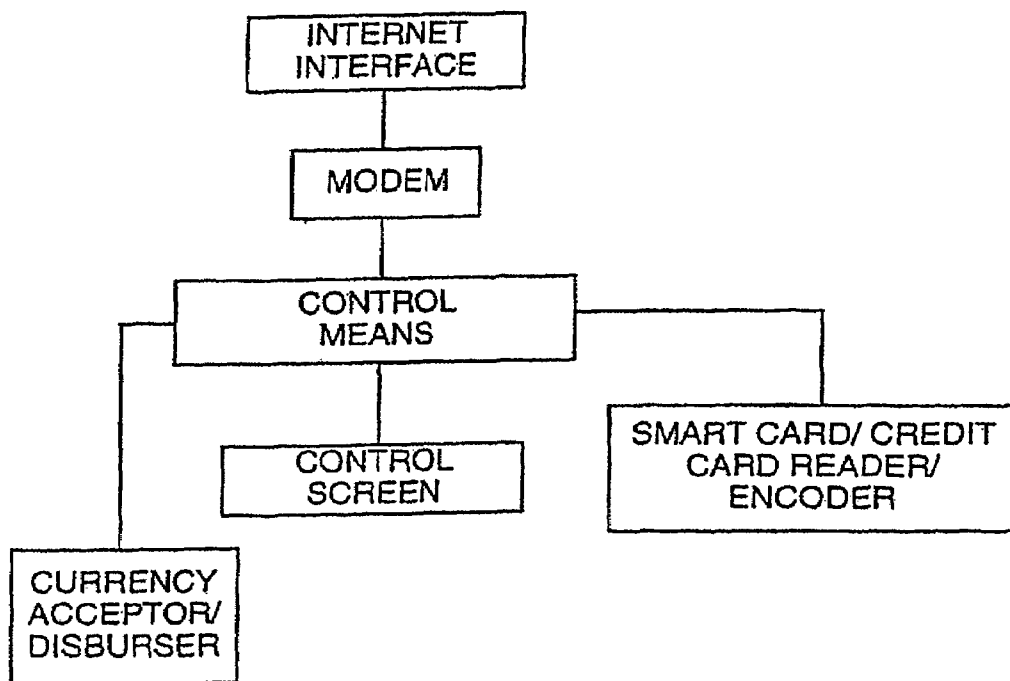 INTERNET
INTERFACE
MODEM
CONTROL
MEANS
CONTROL
SCREEN
SMART CARD/ CREDIT
CARD READER/
ENCODER
CURRENCY
ACCEPTOR/
DISBURSER